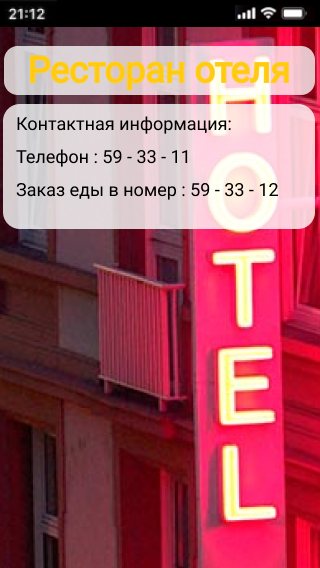 21:12
Ресторан отеля
Контактная информация:
Телефон : 59 - 33 - 11
Заказ еды в номер : 59 - 33 - 12
HOTEL